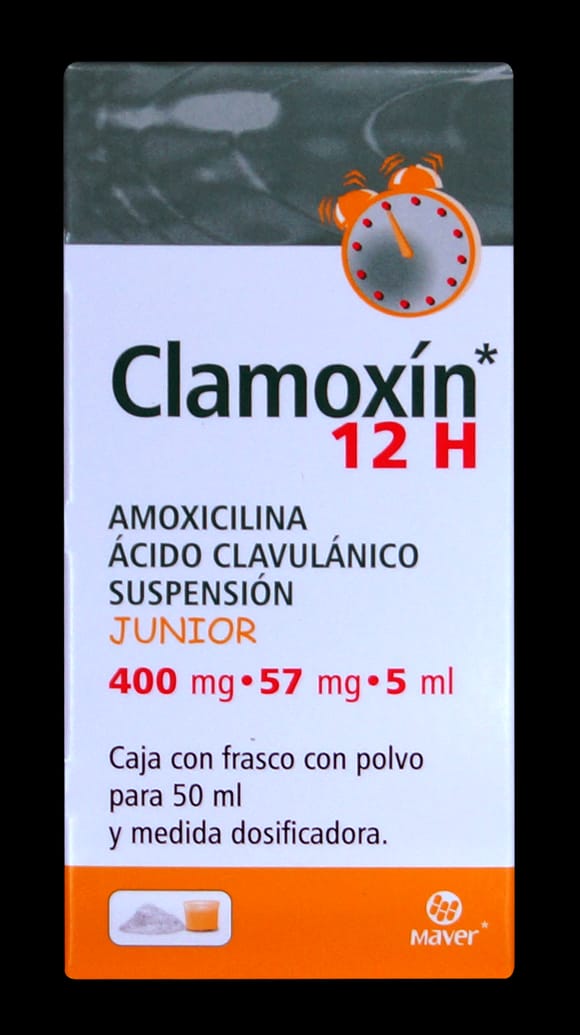 Clamoxín*
12 H
AMOXICILINA
ÁCIDO CLAVULÁNICO
SUSPENSIÓN
JUNIOR
400 mg•57 mg•5 ml
Caja con frasco con polvo
para 50 ml
y medida dosificadora.
Maver*